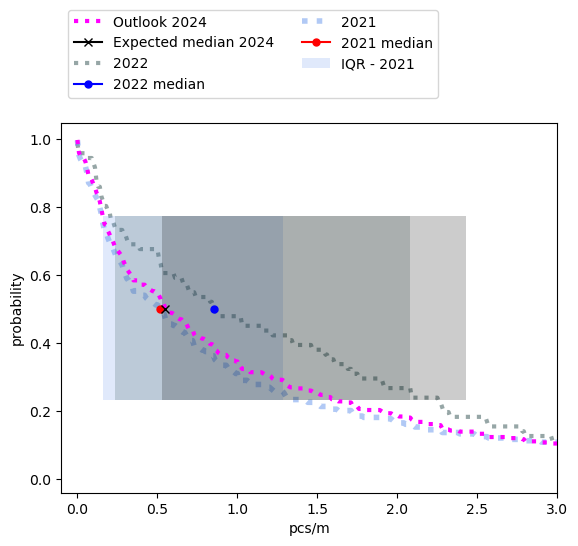 Outlook 2024
Expected median 2024
2022
2022 median
2021
2021 median
IQR - 2021
1.0
0.8
0.6
0.4
0.2
0.0
probability
0.0 0.5 1.0 1.5 2.0 2.5 3.0
pcs/m